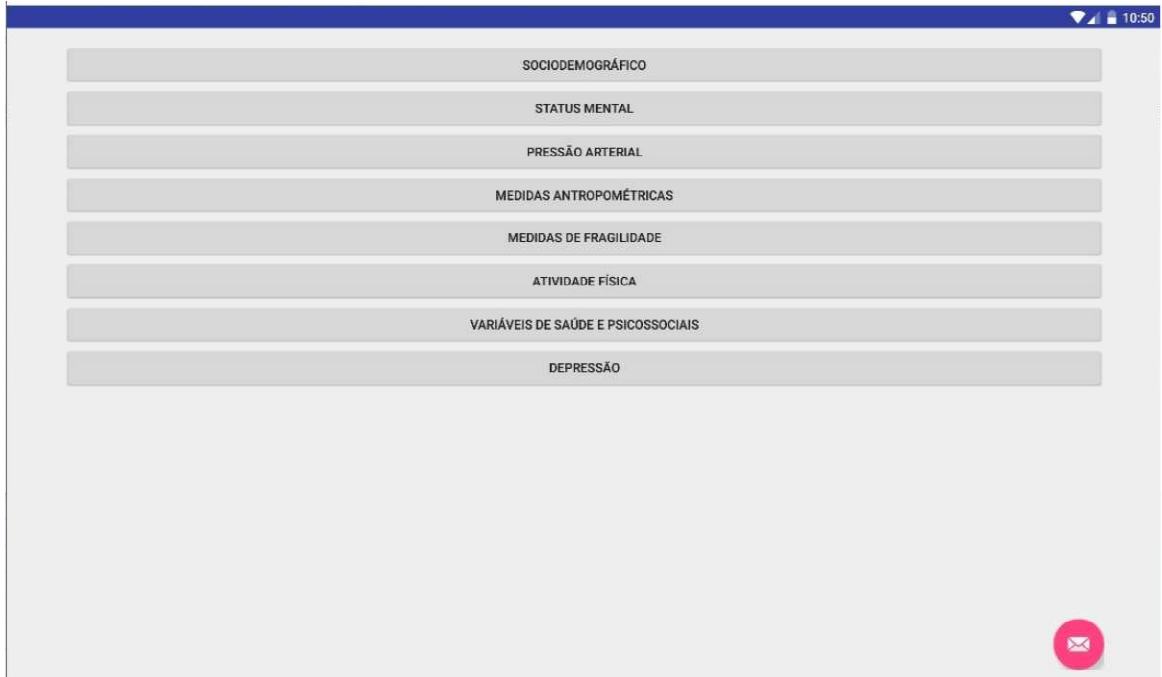 10:50
SOCIODEMOGRÁFICO
STATUS MENTAL
PRESSÃO ARTERIAL
MEDIDAS ANTROPOMÉTRICAS
MEDIDAS DE FRAGILIDADE
ATIVIDADE FÍSICA
VARIÁVEIS DE SAÚDE E PSICOSSOCIAIS
DEPRESSÃO